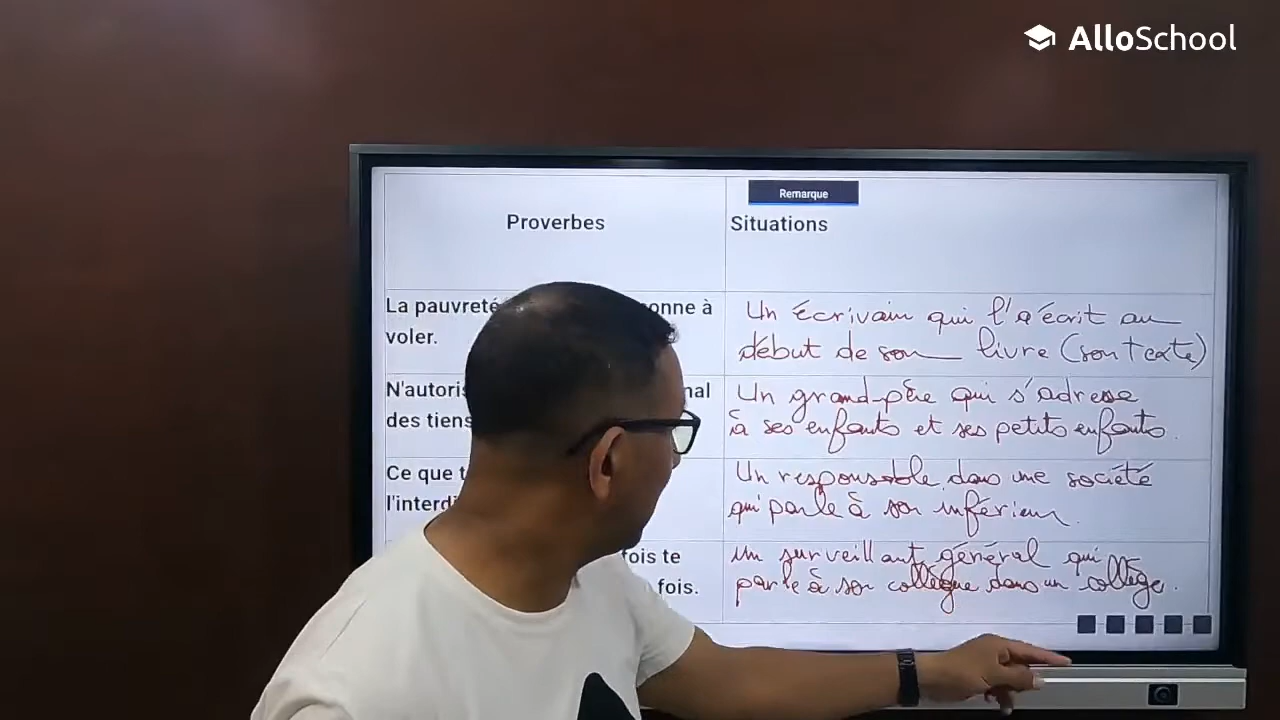 AlloSchool
Remarque
Proverbes
Situations
La pauvreté onne à
voler.
Un écrivain qui l'a écrit au
début de son livre (son texte)
N'autoris nal
des tiens
Un grand-père qui s'adresse
à ses enfants et ses petits enfants.
Ce que t
l'interdi
Un responsable dans une société
qui parle à son inférieur.
fois te
fois.
un surveillant général qui
parle à son collègue dans un collège.